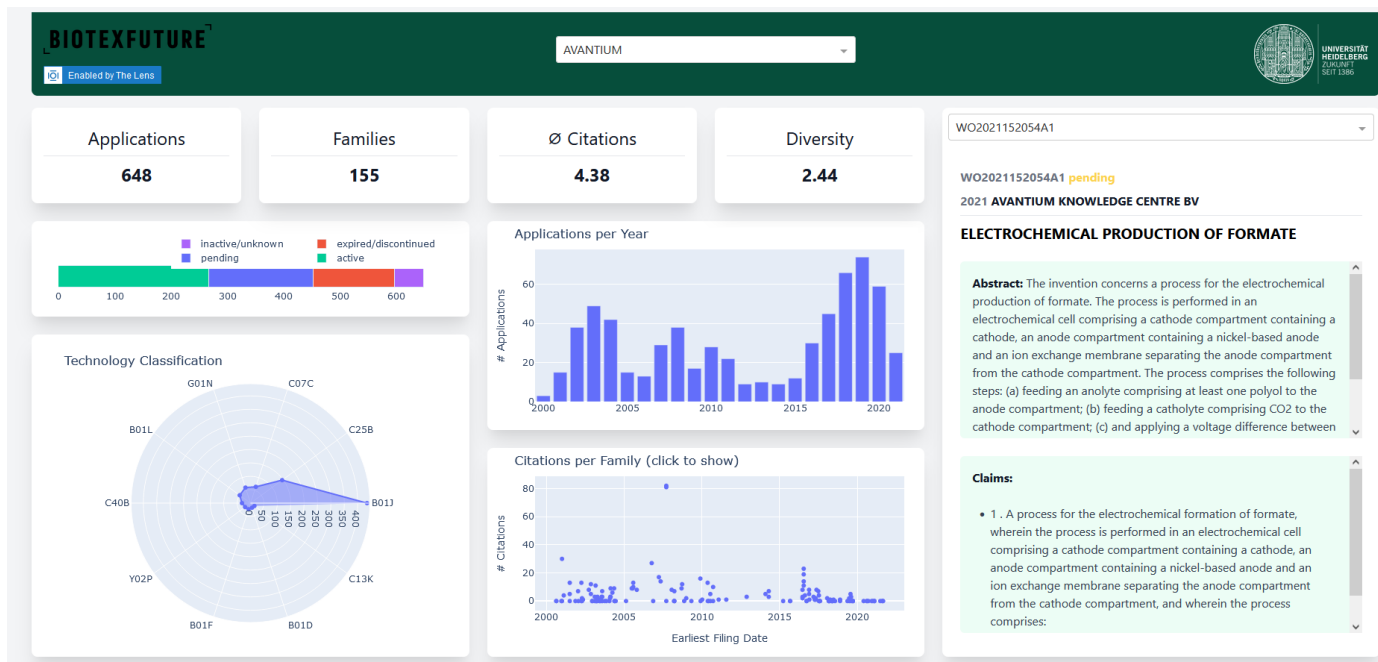 BIOTEXFUTURE
Enabled by The Lens
AVANTIUM
UNIVERSITÄT
HEIDELBERG
ZUKUNFT
SEIT 1386
Applications
648
Families
155
Ø Citations
4.38
Diversity
2.44
inactive/unknown
expired/discontinued
pending
active
0 100 200 300 400 500 600
Technology Classification
G01N
C07C
B01L
C25B
C40B
B01J
0 50 100 150 200 250 300 350 400
Y02P
C13K
B01F
B01D
Applications per Year
# Applications
60
40
20
0
2000 2005 2010 2015 2020
Citations per Family (click to show)
# Citations
80
60
40
20
0
2000 2005 2010 2015 2020
Earliest Filing Date
WO2021152054A1
WO2021152054A1 pending
2021 AVANTIUM KNOWLEDGE CENTRE BV
ELECTROCHEMICAL PRODUCTION OF FORMATE
Abstract: The invention concerns a process for the electrochemical
production of formate. The process is performed in an
electrochemical cell comprising a cathode compartment containing a
cathode, an anode compartment containing a nickel-based anode
and an ion exchange membrane separating the anode compartment
from the cathode compartment. The process comprises the following
steps: (a) feeding an anolyte comprising at least one polyol to the
anode compartment; (b) feeding a catholyte comprising CO2 to the
cathode compartment; (c) and applying a voltage difference between
Claims:
• 1 . A process for the electrochemical formation of formate,
wherein the process is performed in an electrochemical cell
comprising a cathode compartment containing a cathode, an
anode compartment containing a nickel-based anode and an
ion exchange membrane separating the anode compartment
from the cathode compartment, and wherein the process
comprises: